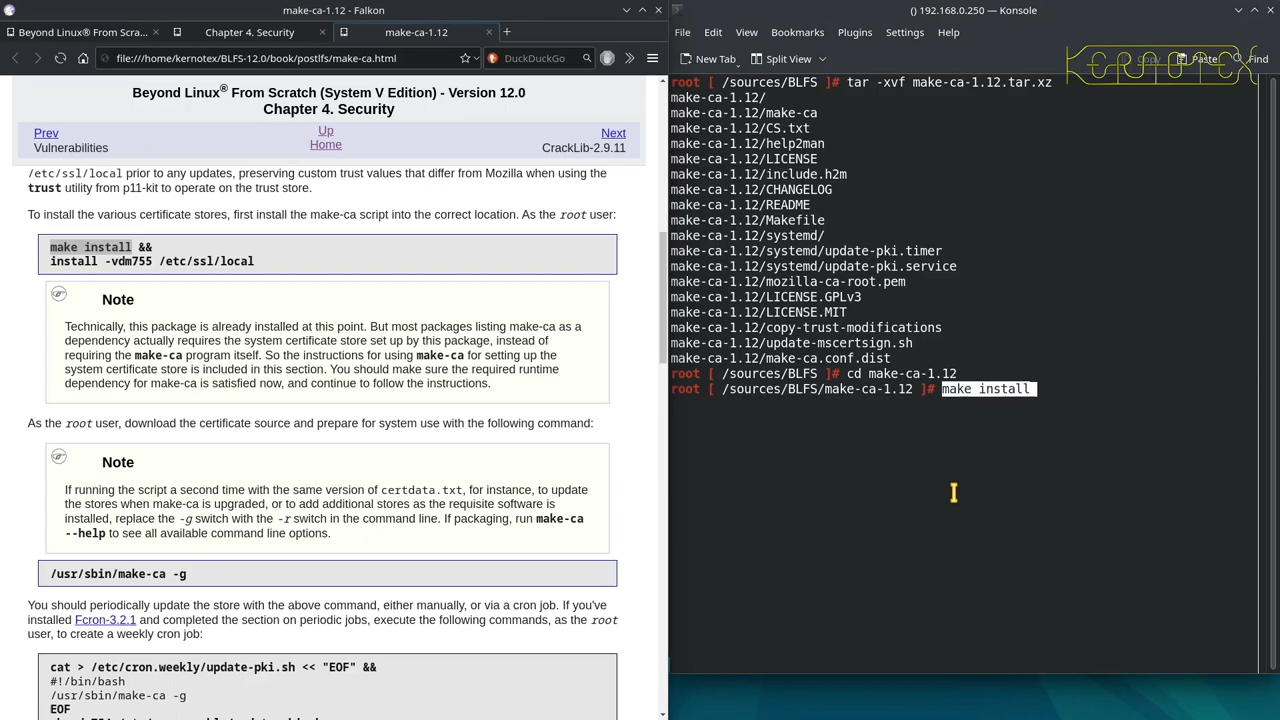 make-ca-1.12 - Falkon
Beyond Linux® From Scra...
Chapter 4. Security
make-ca-1.12
file:///home/kernotex/BLFS-12.0/book/postlfs/make-ca.html
DuckDuckGo
Beyond Linux® From Scratch (System V Edition) - Version 12.0
Chapter 4. Security
Prev
Up
Next
Vulnerabilities
Home
CrackLib-2.9.11
/etc/ssl/local prior to any updates, preserving custom trust values that differ from Mozilla when using the
trust utility from p11-kit to operate on the trust store.
To install the various certificate stores, first install the make-ca script into the correct location. As the root user:
make install &&
install -vdm755 /etc/ssl/local
Note
Technically, this package is already installed at this point. But most packages listing make-ca as a
dependency actually requires the system certificate store set up by this package, instead of
requiring the make-ca program itself. So the instructions for using make-ca for setting up the
system certificate store is included in this section. You should make sure the required runtime
dependency for make-ca is satisfied now, and continue to follow the instructions.
As the root user, download the certificate source and prepare for system use with the following command:
Note
If running the script a second time with the same version of certdata.txt, for instance, to update
the stores when make-ca is upgraded, or to add additional stores as the requisite software is
installed, replace the -g switch with the -r switch in the command line. If packaging, run make-ca
--help to see all available command line options.
/usr/sbin/make-ca -g
You should periodically update the store with the above command, either manually, or via a cron job. If you've
installed Fcron-3.2.1 and completed the section on periodic jobs, execute the following commands, as the root
user, to create a weekly cron job:
cat > /etc/cron.weekly/update-pki.sh << "EOF" &&
#!/bin/bash
/usr/sbin/make-ca -g
EOF
() 192.168.0.250 — Konsole
File Edit View Bookmarks Plugins Settings Help
New Tab Split View Copy Paste Find
KERNOTEX
root [ /sources/BLFS ]# tar -xvf make-ca-1.12.tar.xz
make-ca-1.12/
make-ca-1.12/make-ca
make-ca-1.12/CS.txt
make-ca-1.12/help2man
make-ca-1.12/LICENSE
make-ca-1.12/include.h2m
make-ca-1.12/CHANGELOG
make-ca-1.12/README
make-ca-1.12/Makefile
make-ca-1.12/systemd/
make-ca-1.12/systemd/update-pki.timer
make-ca-1.12/systemd/update-pki.service
make-ca-1.12/mozilla-ca-root.pem
make-ca-1.12/LICENSE.GPLv3
make-ca-1.12/LICENSE.MIT
make-ca-1.12/copy-trust-modifications
make-ca-1.12/update-mscertsign.sh
make-ca-1.12/make-ca.conf.dist
root [ /sources/BLFS ]# cd make-ca-1.12
root [ /sources/BLFS/make-ca-1.12 ]# make install